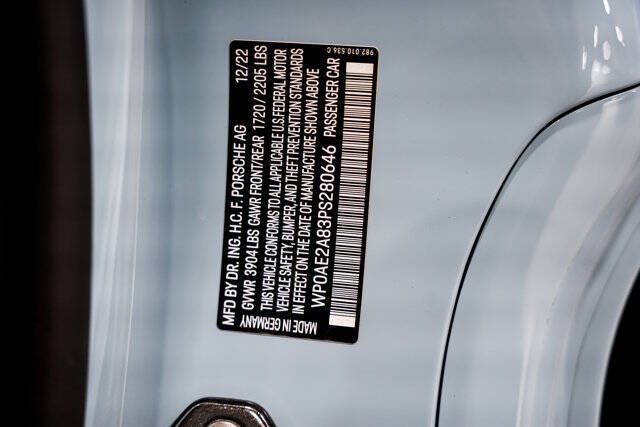 982.010.536.C
MFD BY DR. ING. H.C. F. PORSCHE AG 12/22
GVWR 3904 LBS GAWR FRONT/REAR 1720 / 2205 LBS
THIS VEHICLE CONFORMS TO ALL APPLICABLE U.S FEDERAL MOTOR
VEHICLE SAFETY, BUMPER, AND THEFT PREVENTION STANDARDS
IN EFFECT ON THE DATE OF MANUFACTURE SHOWN ABOVE
WP0AE2A83PS280646 PASSENGER CAR
MADE IN GERMANY